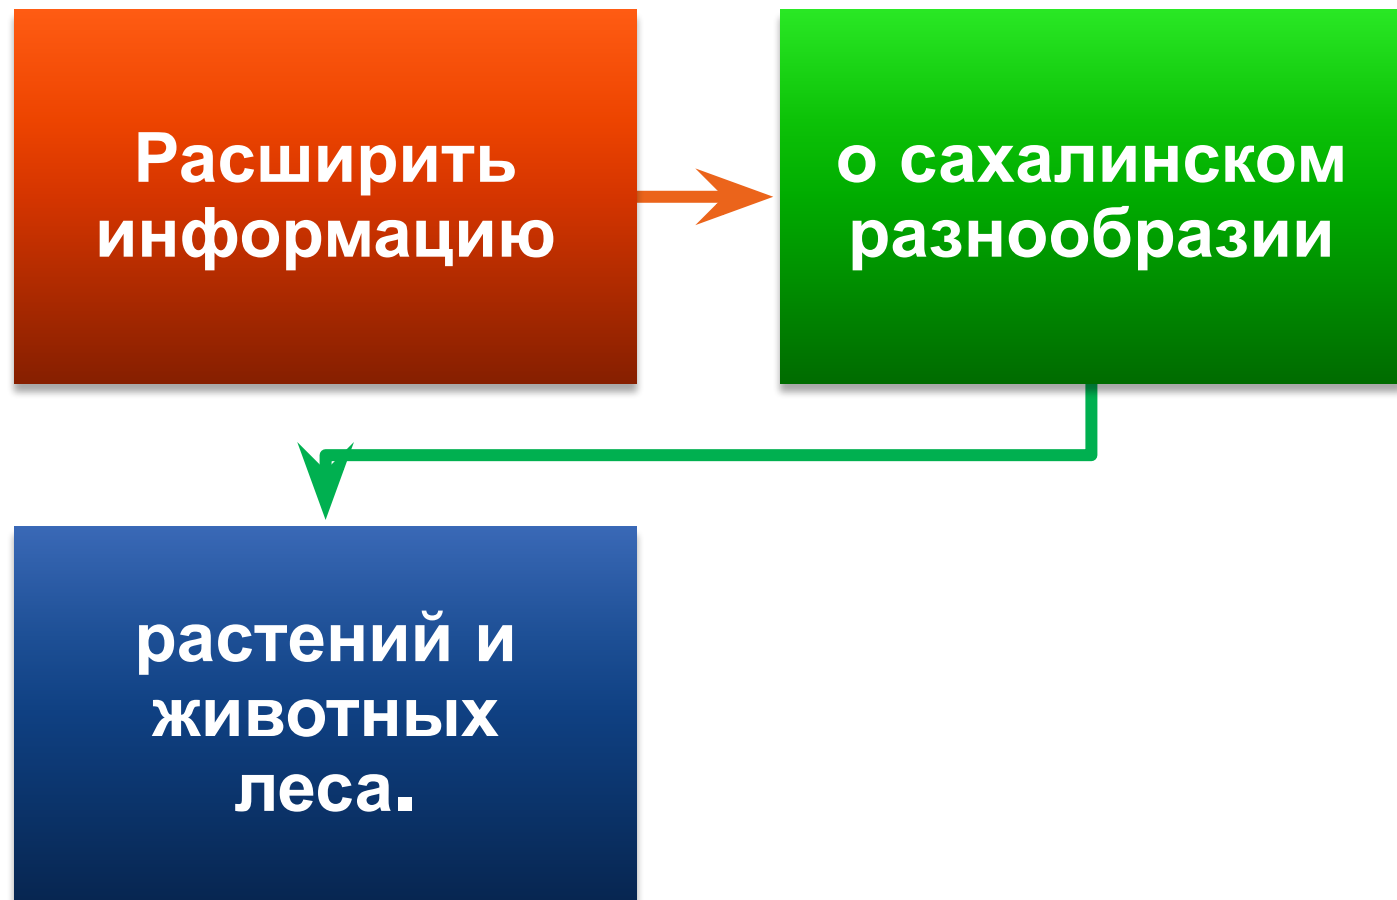 Расширить
информацию
о сахалинском
разнообразии
растений и
животных
леса.